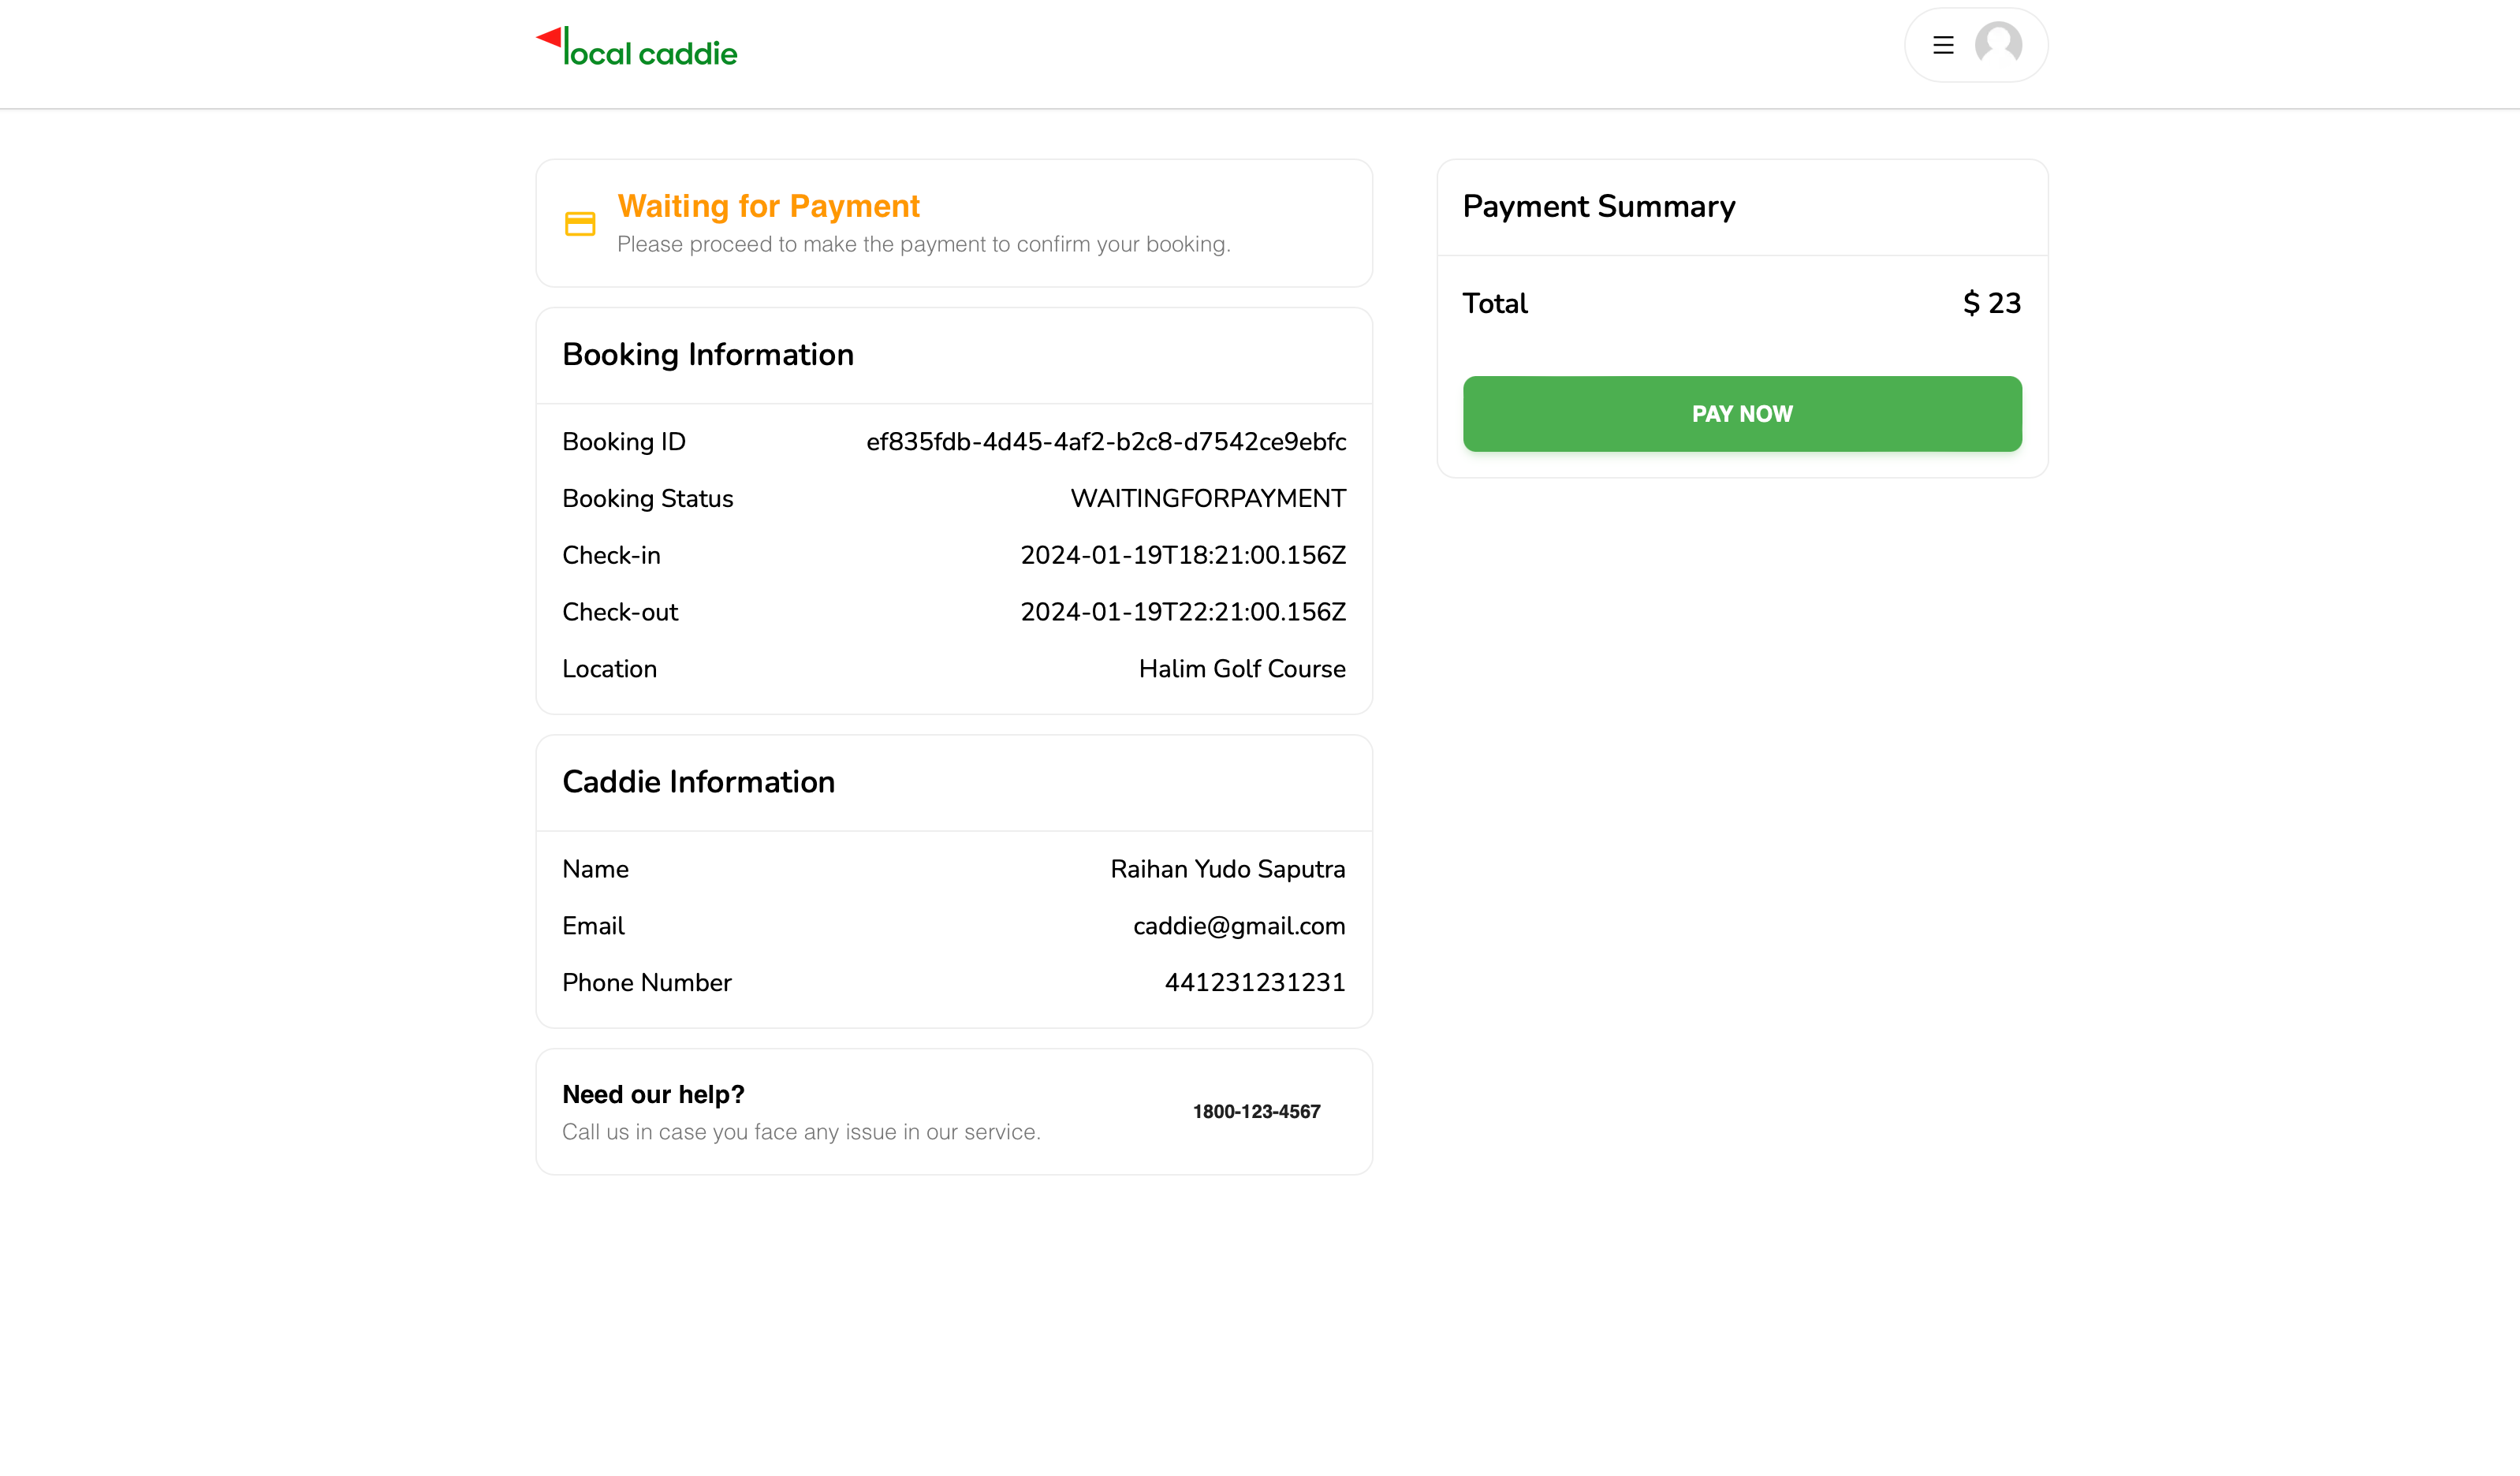 local caddie
Waiting for Payment
Please proceed to make the payment to confirm your booking.
Booking Information
Booking ID ef835fdb-4d45-4af2-b2c8-d7542ce9ebfc
Booking Status WAITINGFORPAYMENT
Check-in 2024-01-19T18:21:00.156Z
Check-out 2024-01-19T22:21:00.156Z
Location Halim Golf Course
Caddie Information
Name Raihan Yudo Saputra
Email caddie@gmail.com
Phone Number 441231231231
Need our help?
Call us in case you face any issue in our service.
1800-123-4567
Payment Summary
Total $ 23
PAY NOW